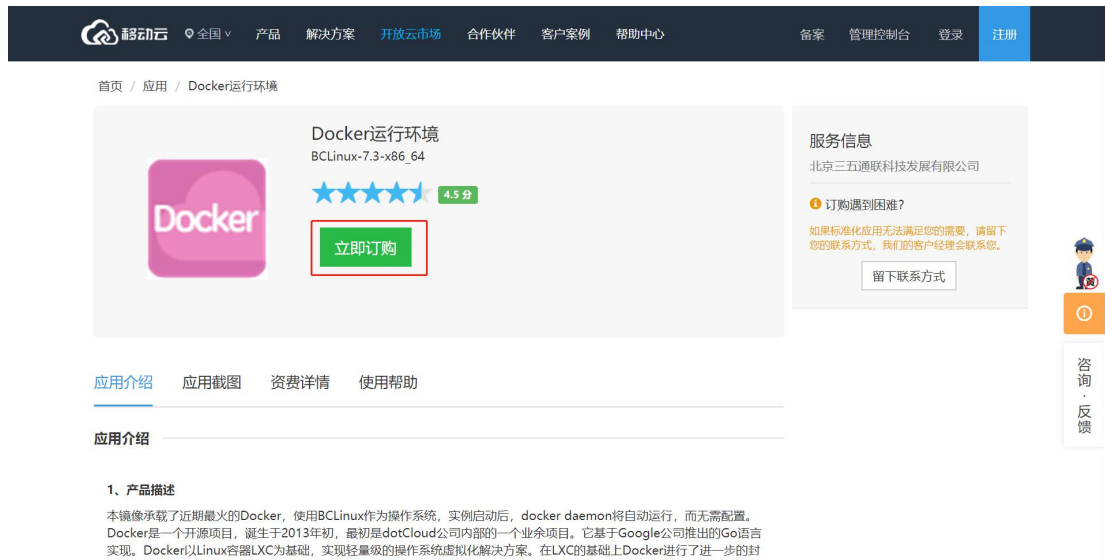 移动云 全国 产品 解决方案 开放云市场 合作伙伴 客户案例 帮助中心 备案 管理控制台 登录 注册
首页 / 应用 / Docker运行环境
Docker
Docker运行环境
BCLinux-7.3-x86_64
4.5 分
立即订购
服务信息
北京三五通联科技发展有限公司
订购遇到困难?
如果标准化应用无法满足您的需要，请留下
您的联系方式，我们的客户经理会联系您。
留下联系方式
咨询·反馈
应用介绍 应用截图 资费详情 使用帮助
应用介绍
1、产品描述
本镜像承载了近期最火的Docker，使用BCLinux作为操作系统，实例启动后，docker daemon将自动运行，而无需配置。
Docker是一个开源项目，诞生于2013年初，最初是dotCloud公司内部的一个业余项目。它基于Google公司推出的Go语言
实现。Docker以Linux容器LXC为基础，实现轻量级的操作系统虚拟化解决方案。在LXC的基础上Docker进行了进一步的封